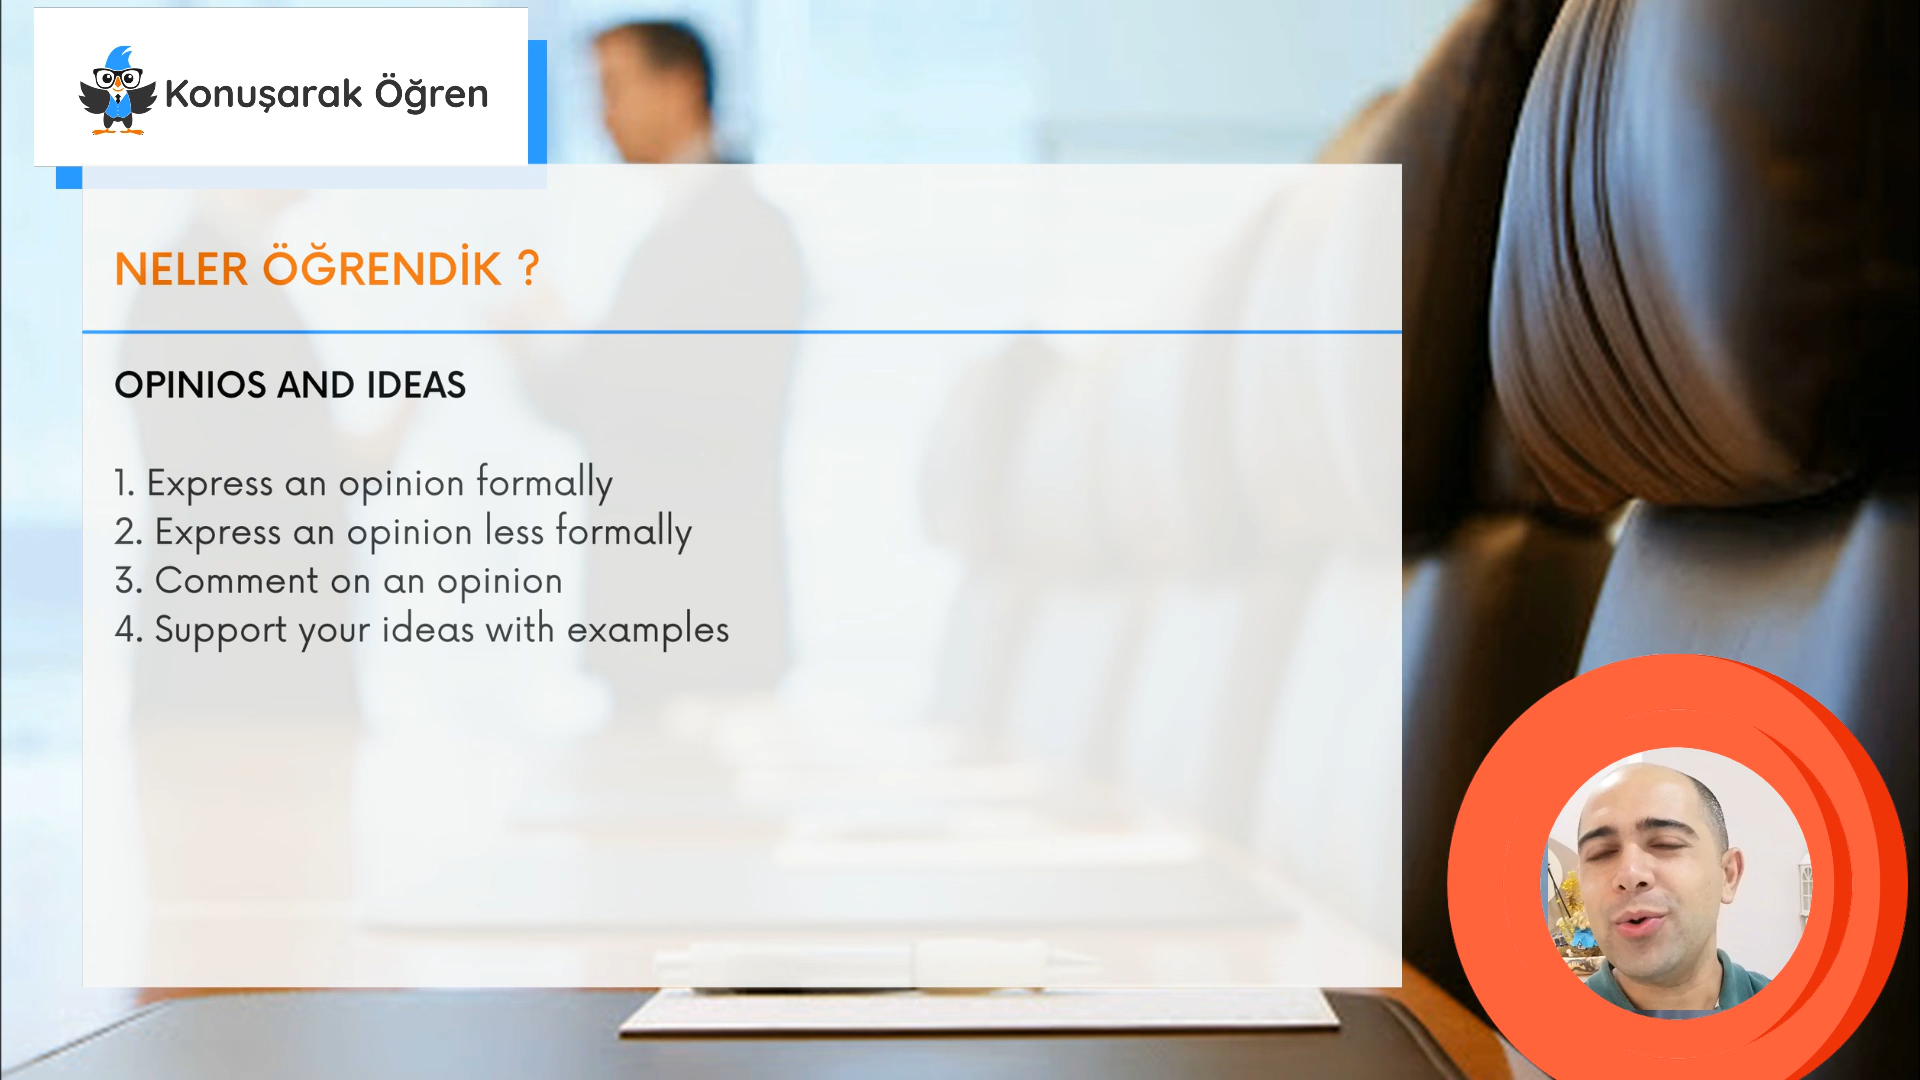 Konuşarak Öğren
NELER ÖĞRENDİK ?
OPINIOS AND IDEAS
1. Express an opinion formally
2. Express an opinion less formally
3. Comment on an opinion
4. Support your ideas with examples